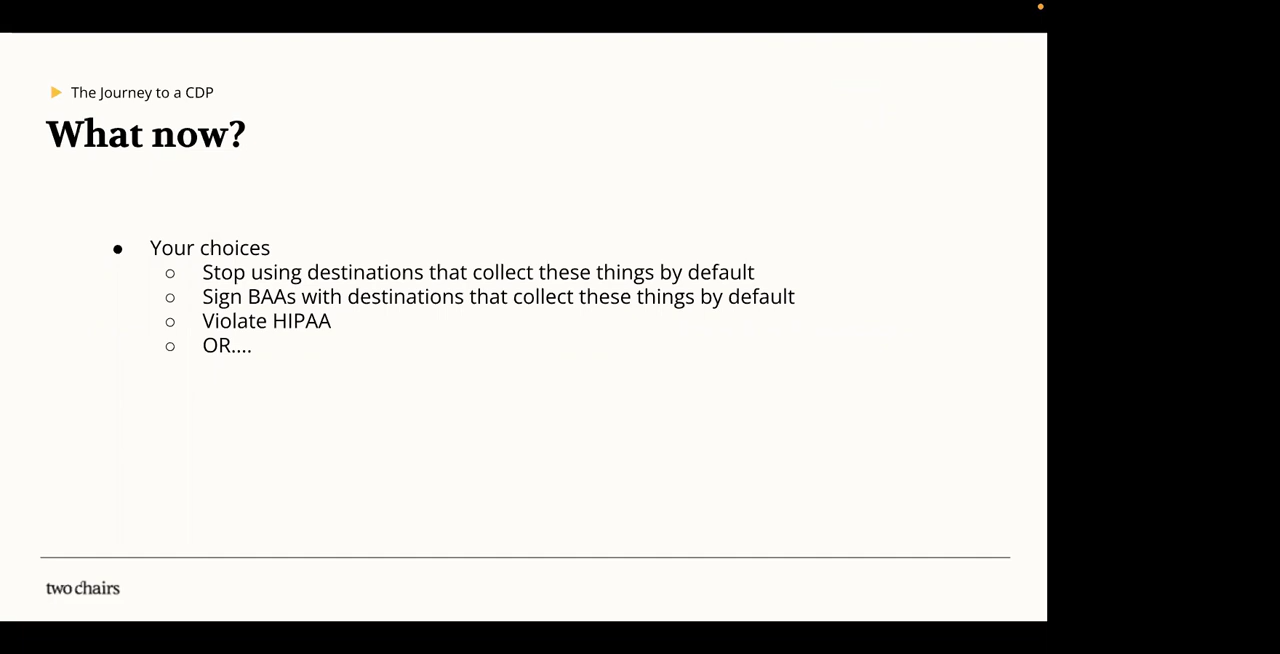 The Journey to a CDP
What now?
● Your choices
○ Stop using destinations that collect these things by default
○ Sign BAAs with destinations that collect these things by default
○ Violate HIPAA
○ OR....
two chairs